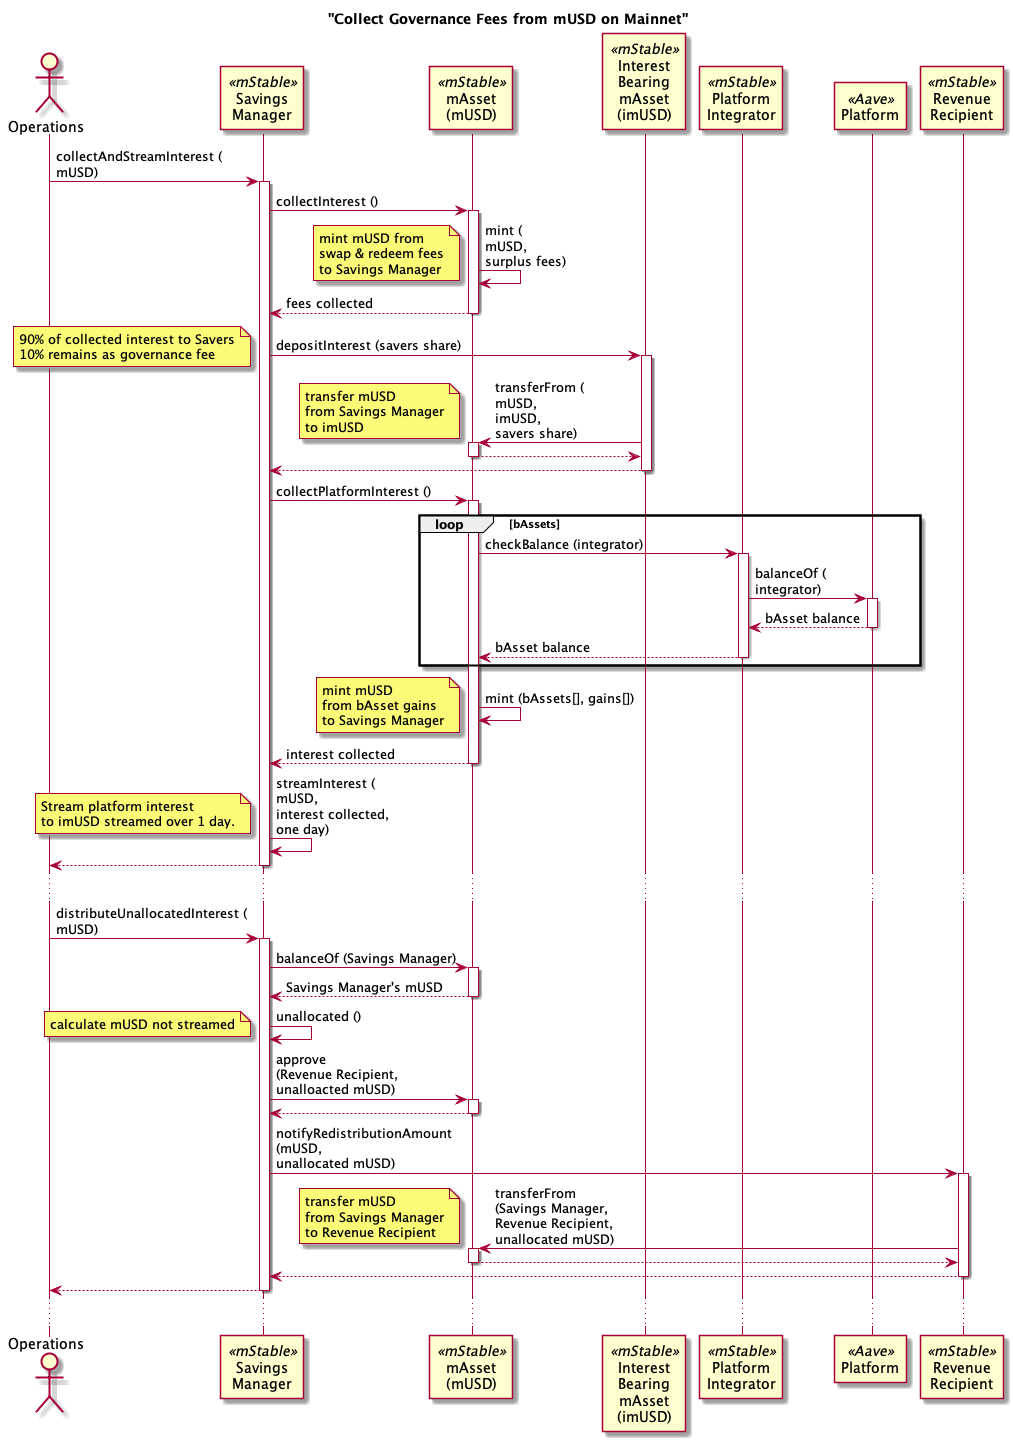 "Collect Governance Fees from mUSD on Mainnet"
Operations
«mStable»
Savings
Manager
«mStable»
mAsset
(mUSD)
«mStable»
Interest
Bearing
mAsset
(imUSD)
«mStable»
Platform
Integrator
«Aave»
Platform
«mStable»
Revenue
Recipient
collectAndStreamInterest (
mUSD)
collectInterest ()
mint mUSD from
swap & redeem fees
to Savings Manager
mint (
mUSD,
surplus fees)
fees collected
90% of collected interest to Savers
10% remains as governance fee
depositInterest (savers share)
transfer mUSD
from Savings Manager
to imUSD
transferFrom (
mUSD,
imUSD,
savers share)
collectPlatformInterest ()
loop
[bAssets]
checkBalance (integrator)
balanceOf (
integrator)
bAsset balance
bAsset balance
mint mUSD
from bAsset gains
to Savings Manager
mint (bAssets[], gains[])
interest collected
Stream platform interest
to imUSD streamed over 1 day.
streamInterest (
mUSD,
interest collected,
one day)
distributeUnallocatedInterest (
mUSD)
balanceOf (Savings Manager)
Savings Manager's mUSD
calculate mUSD not streamed
unallocated ()
approve
(Revenue Recipient,
unalloacted mUSD)
notifyRedistributionAmount
(mUSD,
unallocated mUSD)
transfer mUSD
from Savings Manager
to Revenue Recipient
transferFrom
(Savings Manager,
Revenue Recipient,
unallocated mUSD)
Operations
«mStable»
Savings
Manager
«mStable»
mAsset
(mUSD)
«mStable»
Interest
Bearing
mAsset
(imUSD)
«mStable»
Platform
Integrator
«Aave»
Platform
«mStable»
Revenue
Recipient